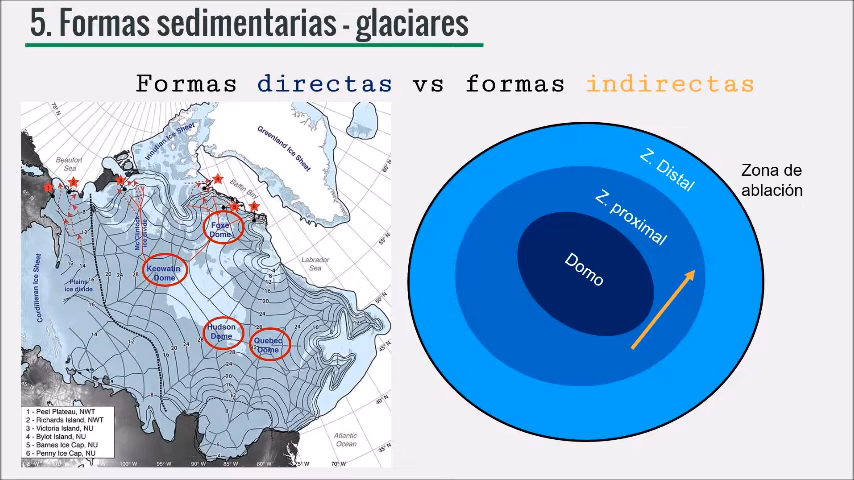 5. Formas sedimentarias - glaciares
Formas directas vs formas indirectas
Beaufort
Sea
Innuitian Ice Sheet
Greenland Ice Sheet
Baffin Bay
McClintock
ice divide
Foxe
Dome
Labrador
Sea
Keewatin
Dome
Cordilleran Ice Sheet
Plains
ice divide
Hudson
Dome
Quebec
Dome
1 - Peel Plateau, NWT
2 - Richards Island, NWT
3 - Victoria Island, NU
4 - Bylot Island, NU
5 - Barnes Ice Cap, NU
6 - Penny Ice Cap, NU
Atlantic
Ocean
Z. Distal
Z. proximal
Domo
Zona de
ablación